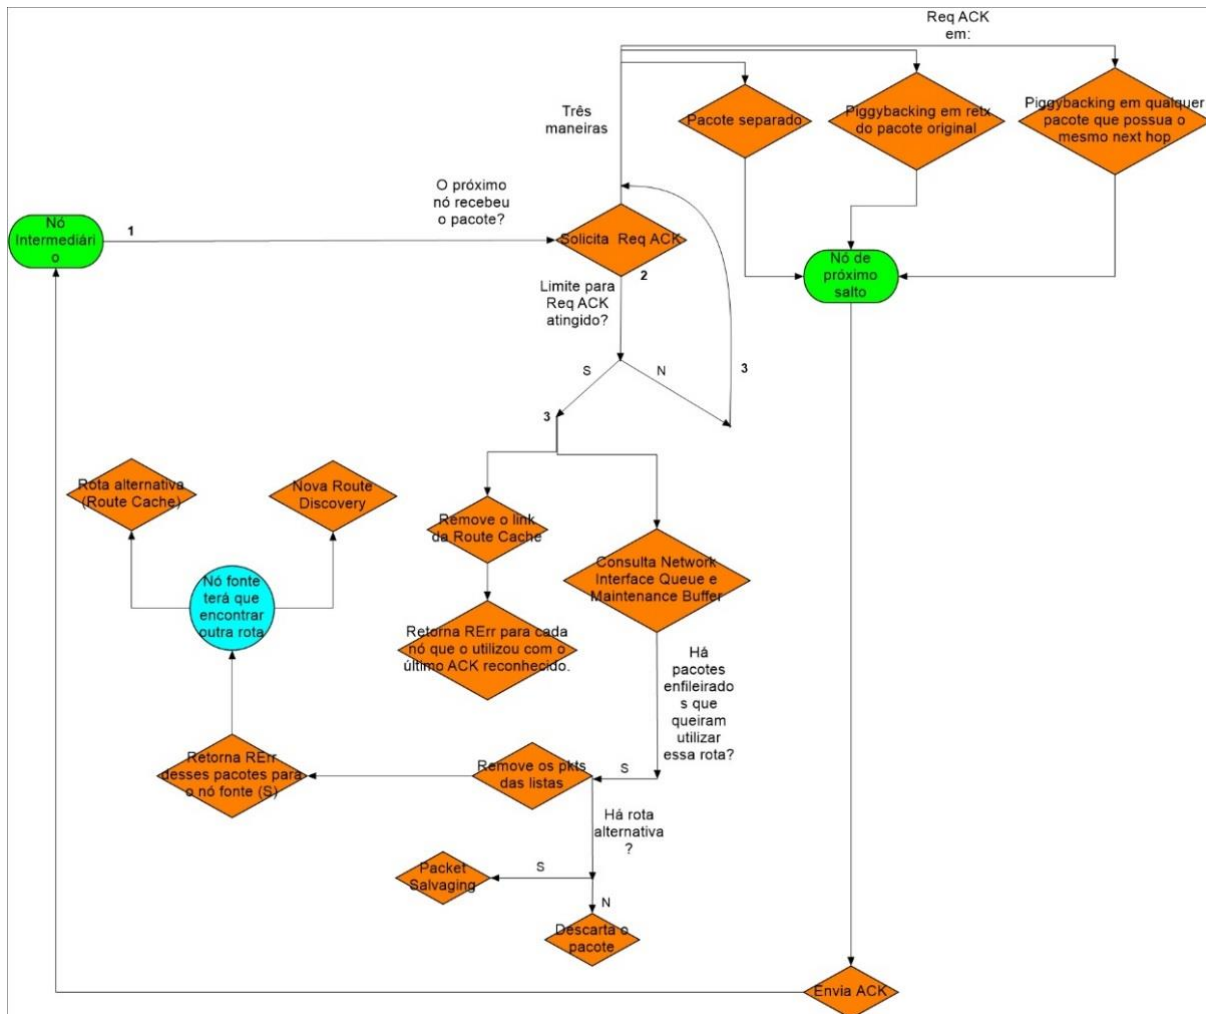 Req ACK
em:
Três
maneiras
Pacote separado
Piggybacking em retx
do pacote original
Piggybacking em qualquer
pacote que possua o
mesmo next hop
O próximo
nó recebeu
o pacote?
Nó
Intermediári
o
1
Solicita Req ACK
2
Nó de
próximo
salto
Limite para
Req ACK
atingido?
S
N
3
3
Rota alternativa
(Route Cache)
Nova Route
Discovery
Remove o link
da Route Cache
Consulta Network
Interface Queue e
Maintenance Buffer
Nó fonte
terá que
encontrar
outra rota
Retorna RErr para cada
nó que o utilizou com o
último ACK reconhecido.
Há
pacotes
enfileirado
s que
queiram
utilizar
essa rota?
Retorna RErr
desses pacotes para
o nó fonte (S)
Remove os pkts
das listas
S
Há rota
alternativa
?
Packet
Salvaging
S
N
Descarta o
pacote
Envia ACK